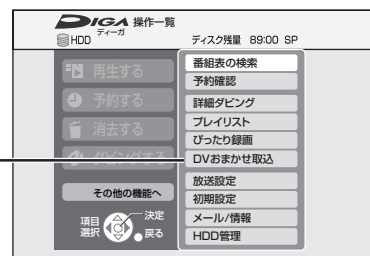 DIGA 操作一覧
ディーガ
HDD
ディスク残量 89:00 SP
再生する
予約する
消去する
ダビングする
その他の機能へ
項目
選択
決定
戻る
番組表の検索
予約確認
詳細ダビング
プレイリスト
ぴったり録画
DVおまかせ取込
放送設定
初期設定
メール/情報
HDD管理